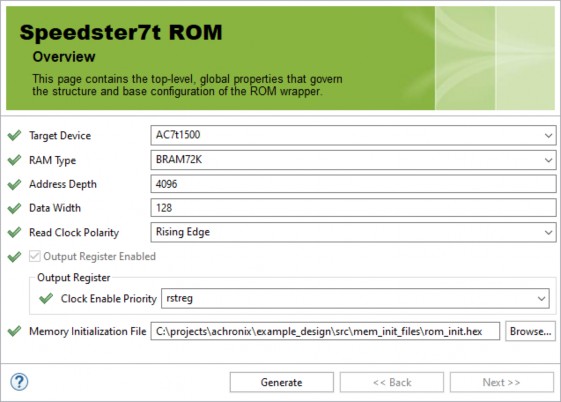 Speedster7t ROM
Overview
This page contains the top-level, global properties that govern
the structure and base configuration of the ROM wrapper.
Target Device AC7t1500
RAM Type BRAM72K
Address Depth 4096
Data Width 128
Read Clock Polarity Rising Edge
Output Register Enabled
Output Register
Clock Enable Priority rstreg
Memory Initialization File C:\projects\achronix\example_design\src\mem_init_files\rom_init.hex Browse...
? Generate << Back Next >>